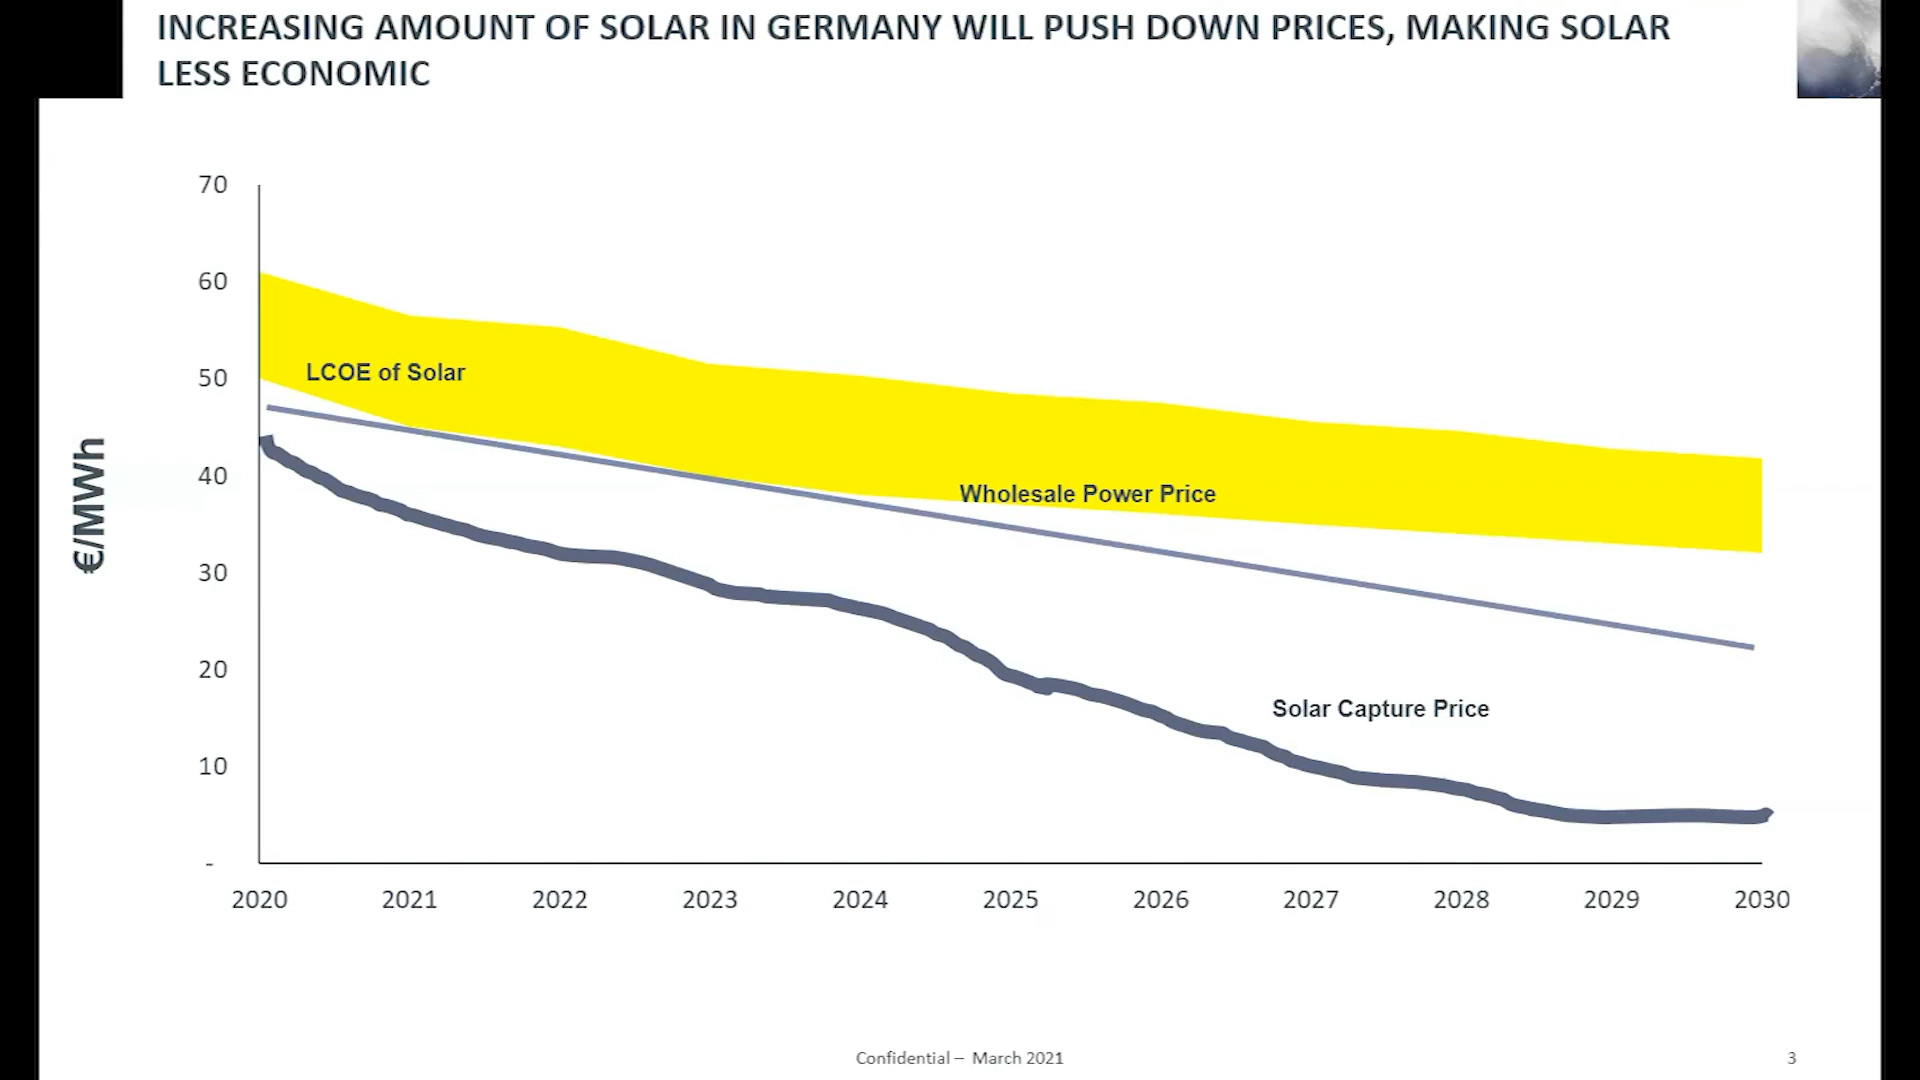 INCREASING AMOUNT OF SOLAR IN GERMANY WILL PUSH DOWN PRICES, MAKING SOLAR
LESS ECONOMIC
70
60
50
40
30
20
10
-
€/MWh
LCOE of Solar
Wholesale Power Price
Solar Capture Price
2020 2021 2022 2023 2024 2025 2026 2027 2028 2029 2030
Confidential – March 2021
3